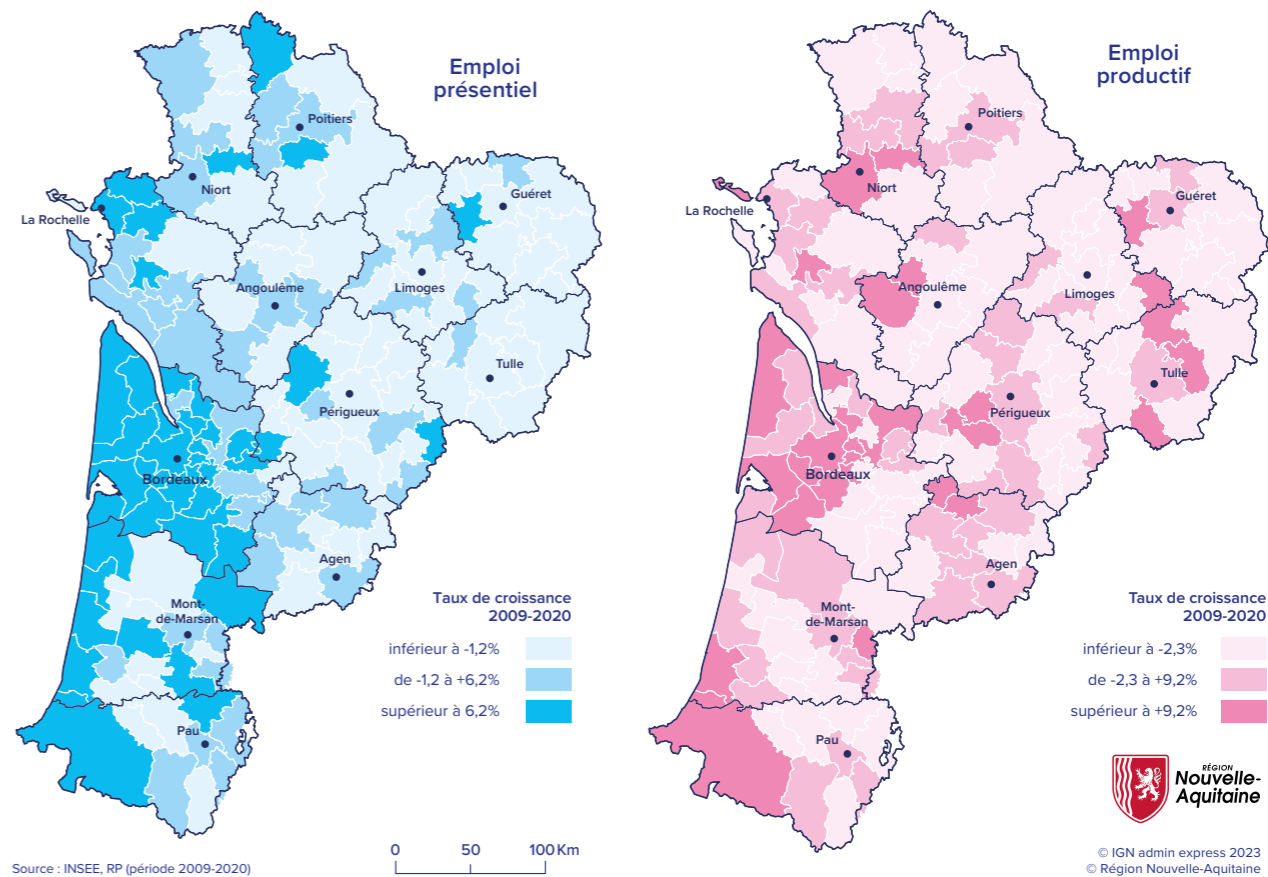 Emploi
présentiel
Poitiers
Niort
La Rochelle
Guéret
Angoulême
Limoges
Tulle
Périgueux
Bordeaux
Agen
Mont-
de-Marsan
Pau
Taux de croissance
2009-2020
inférieur à -1,2%
de -1,2 à +6,2%
supérieur à 6,2%
0
50
100 Km
Source : INSEE, RP (période 2009-2020)
Emploi
productif
Poitiers
Niort
La Rochelle
Guéret
Angoulême
Limoges
Tulle
Périgueux
Bordeaux
Agen
Mont-
de-Marsan
Pau
Taux de croissance
2009-2020
inférieur à -2,3%
de -2,3 à +9,2%
supérieur à +9,2%
RÉGION
Nouvelle-
Aquitaine
© IGN admin express 2023
© Région Nouvelle-Aquitaine